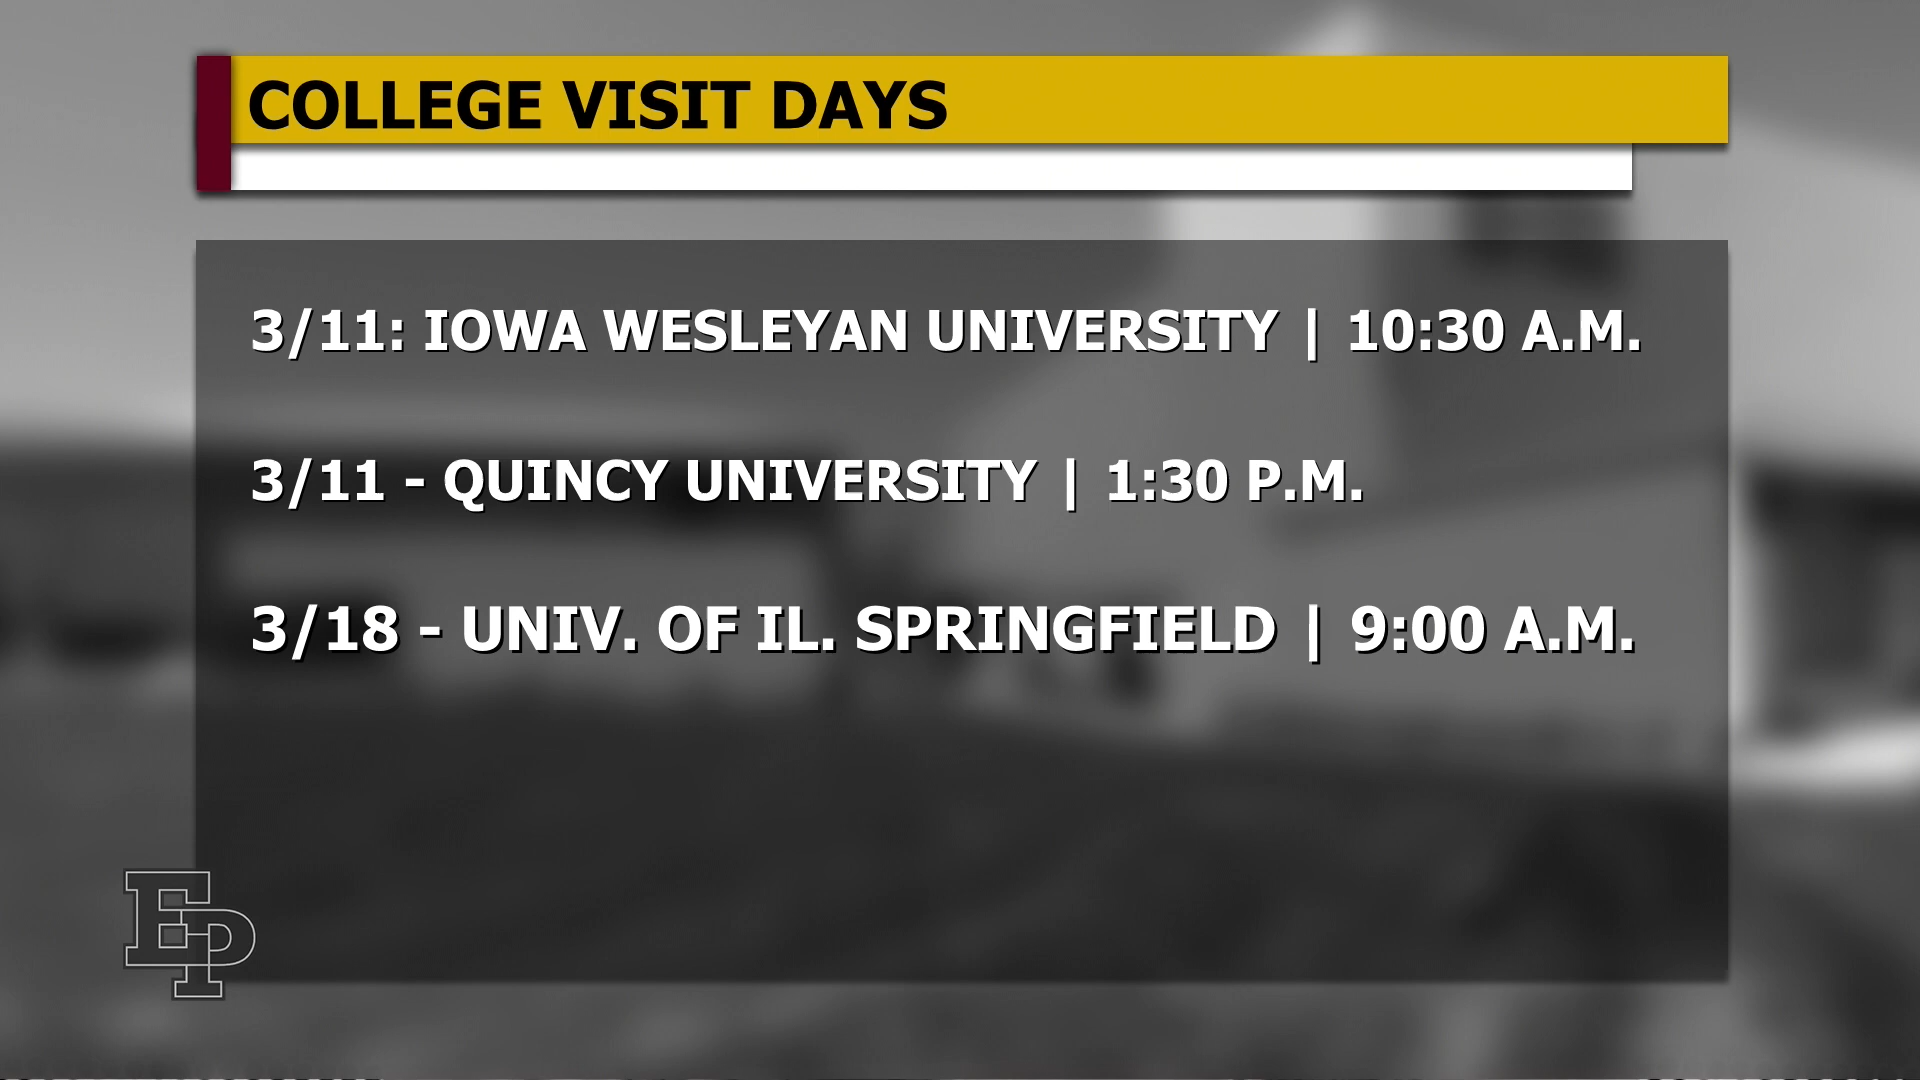 COLLEGE VISIT DAYS
3/11: IOWA WESLEYAN UNIVERSITY | 10:30 A.M.
3/11 - QUINCY UNIVERSITY | 1:30 P.M.
3/18 - UNIV. OF IL. SPRINGFIELD | 9:00 A.M.
EP